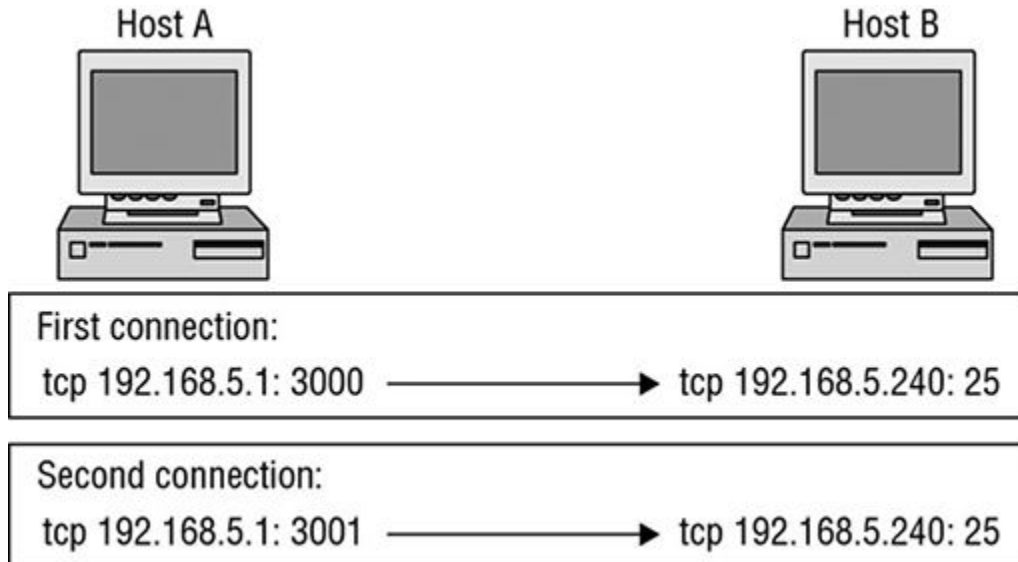 Host A
Host B
First connection:
tcp 192.168.5.1: 3000 tcp 192.168.5.240: 25
Second connection:
tcp 192.168.5.1: 3001 tcp 192.168.5.240: 25